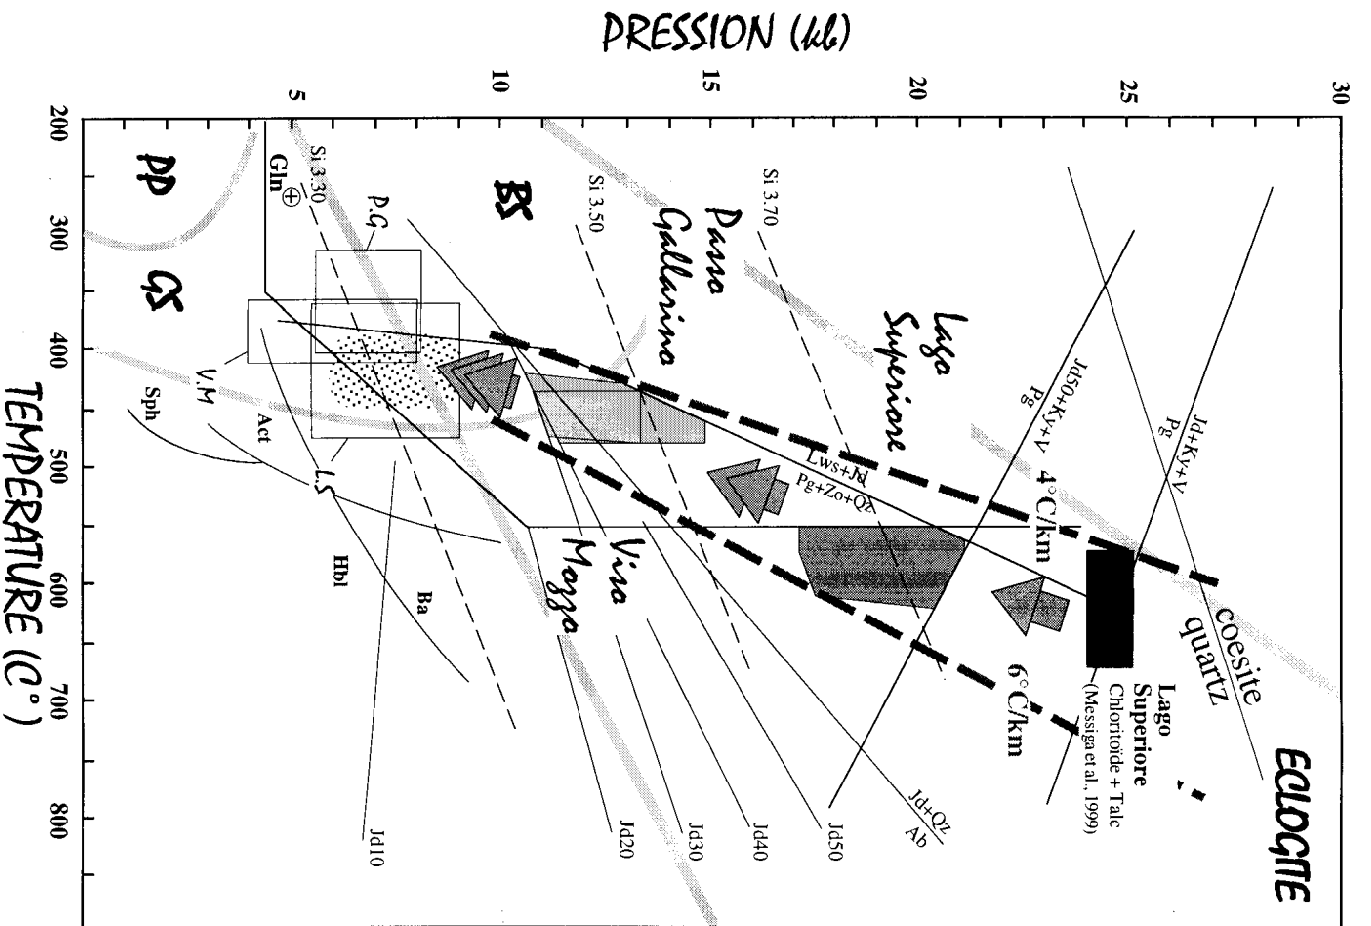 PRESSION (kb)
5
10
15
20
25
30
200
300
400
500
600
700
800
TEMPERATURE (C°)
PP
GS
BS
ECLOGITE
Gln
Si 3.30
Si 3.50
Si 3.70
P.G
V.M
L.S
Sph
Act
Hbl
Ba
Passo
Gallarino
Lago
Superiore
Viso
Mozzo
Lws+Jd
Pg+Zo+Qz
Jd50+Ky+V
Pg
Jd+Ky+V
Pg
4°C/km
6°C/km
coesite
quartz
Lago
Superiore
Chloritoïde + Talc
(Messiga et al., 1999)
Jd+Qz
Ab
Jd50
Jd40
Jd30
Jd20
Jd10